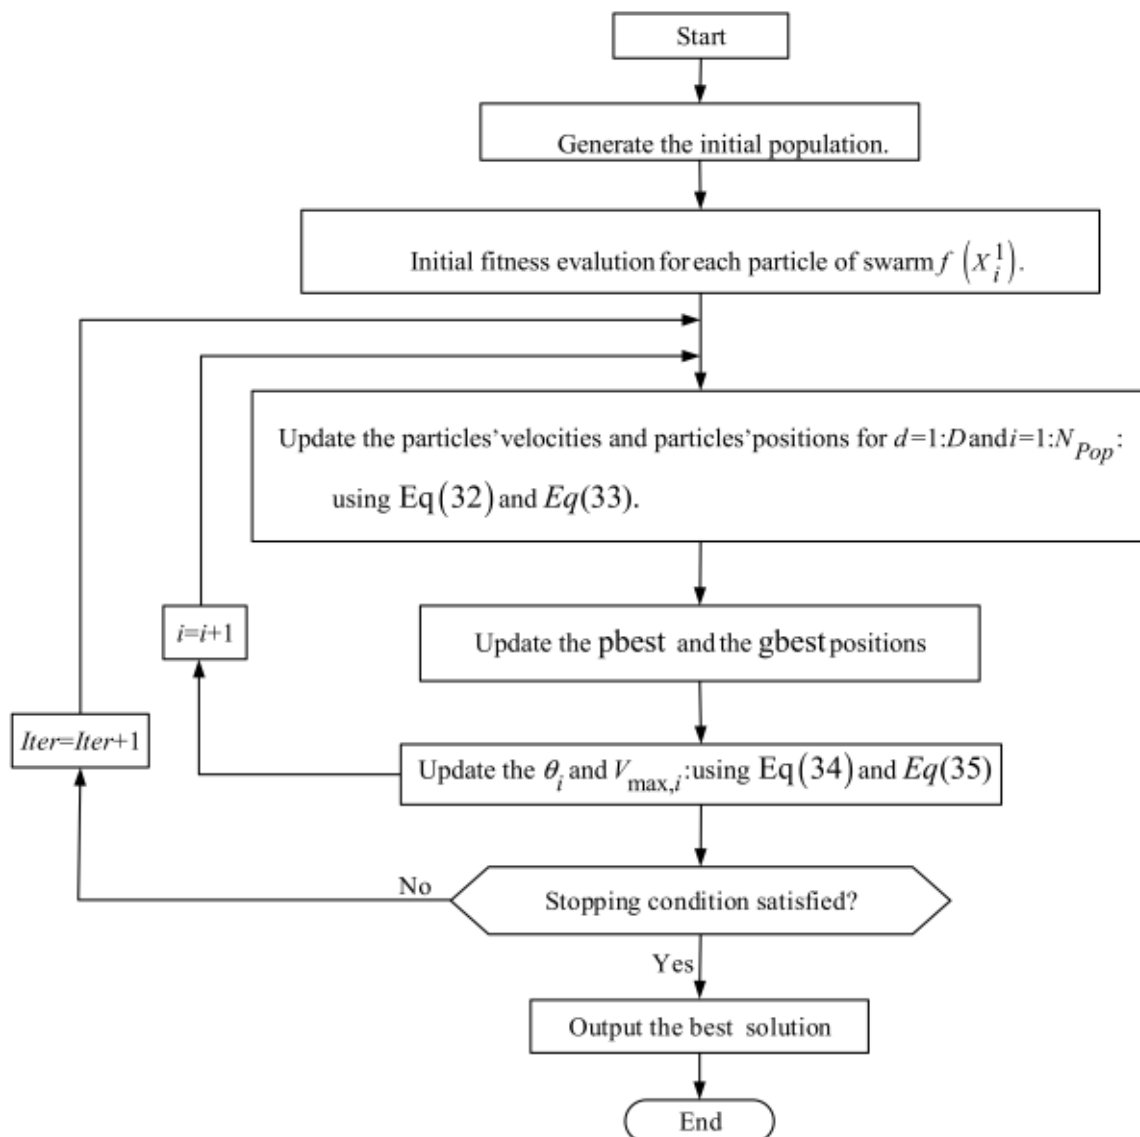 Start
Generate the initial population.
Initial fitness evalution for each particle of swarm f (X_i^1).
Update the particles' velocities and particles' positions for d=1:D and i=1:N_Pop:
using Eq(32) and Eq(33).
i=i+1
Update the pbest and the gbest positions
Iter=Iter+1
Update the θ_i and V_max,i: using Eq(34) and Eq(35)
No
Stopping condition satisfied?
Yes
Output the best solution
End